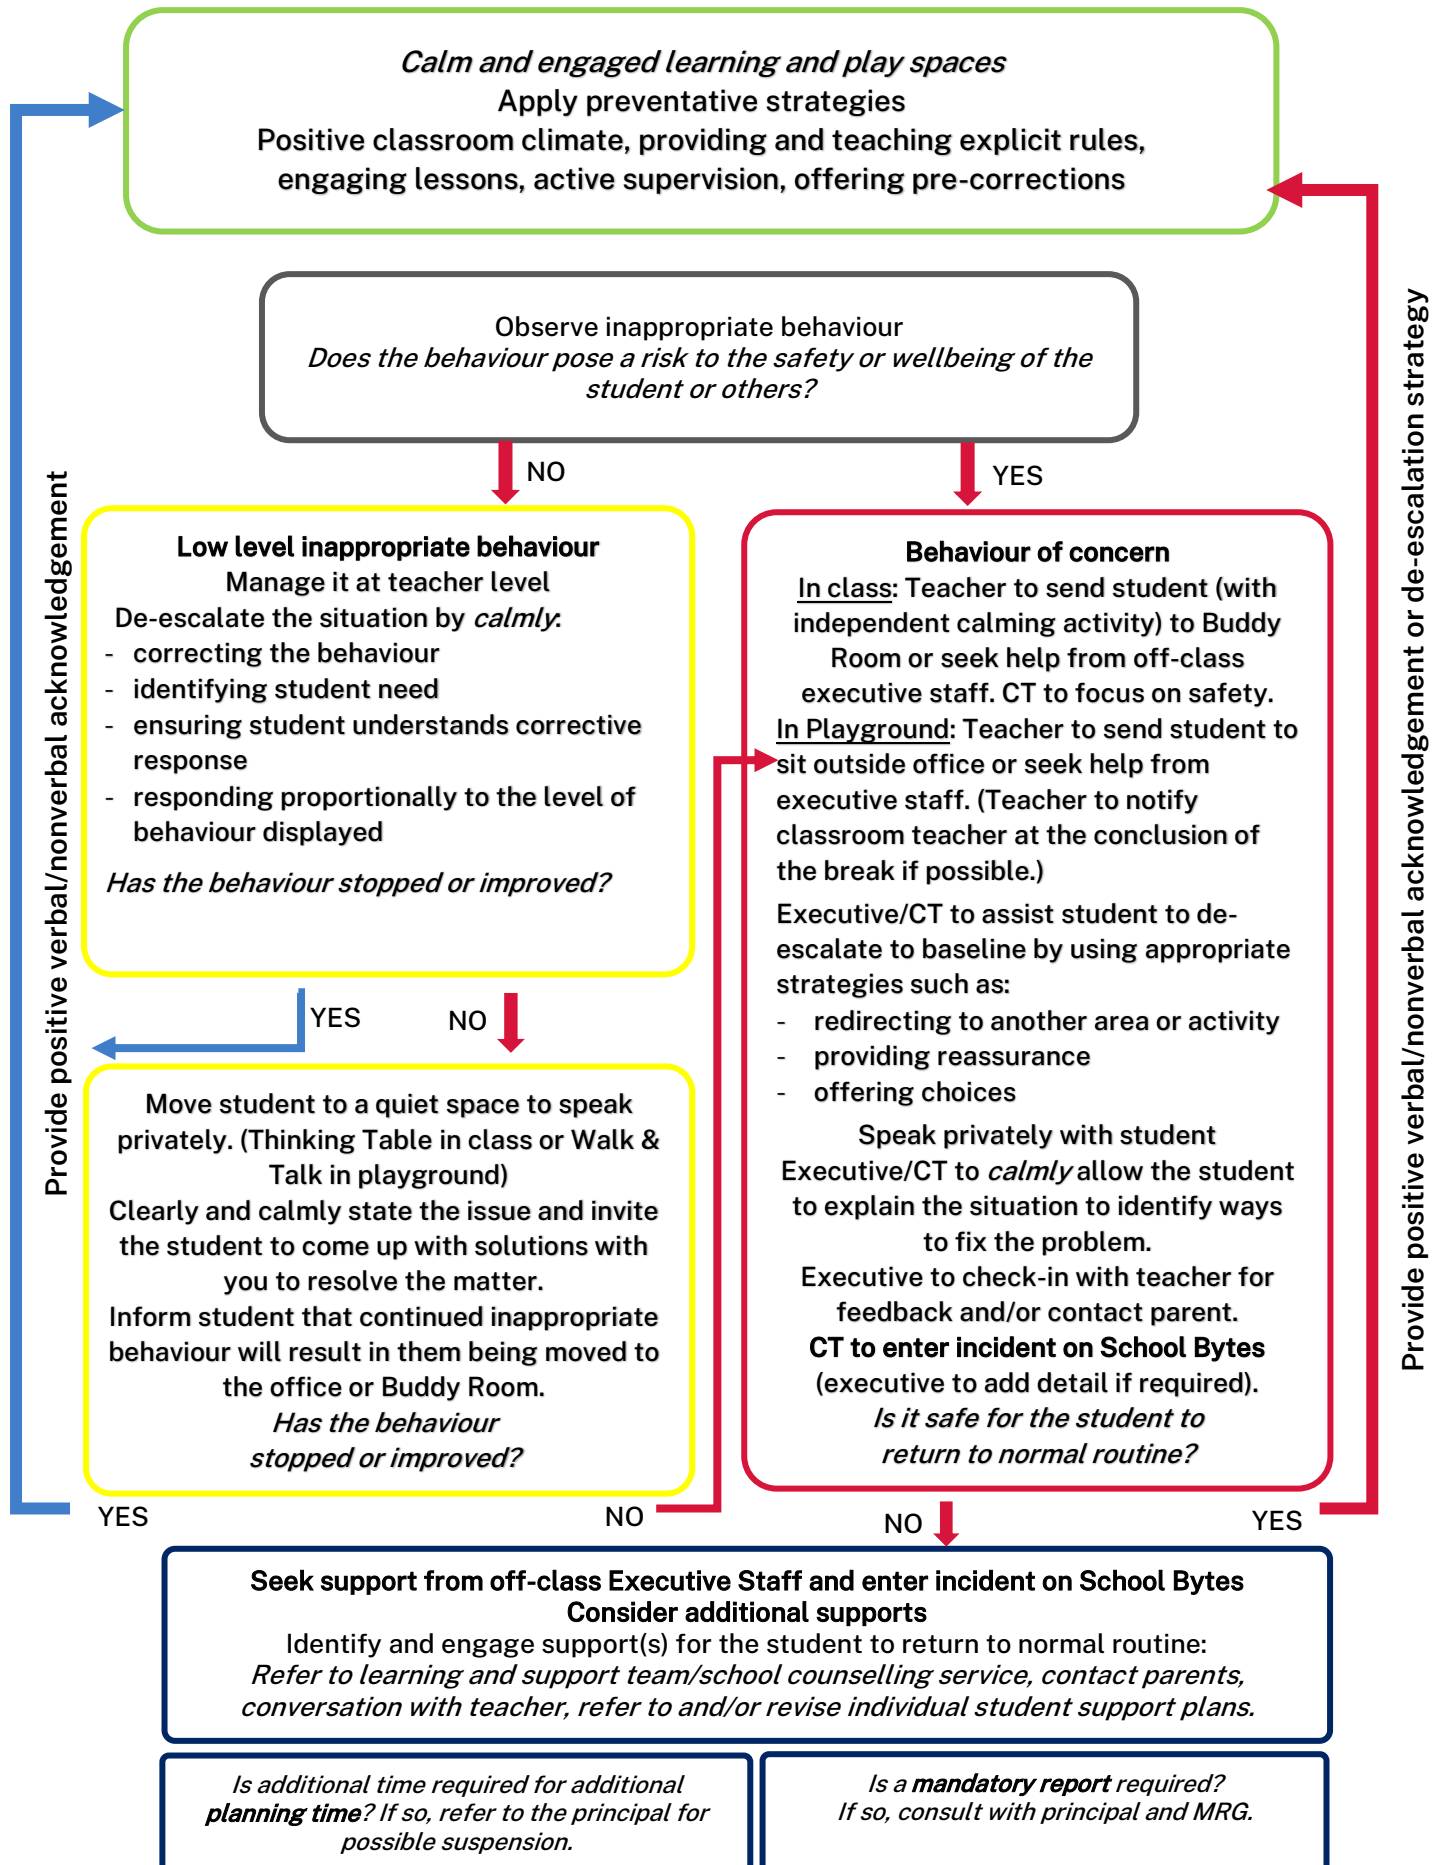 Calm and engaged learning and play spaces
Apply preventative strategies
Positive classroom climate, providing and teaching explicit rules,
engaging lessons, active supervision, offering pre-corrections
Observe inappropriate behaviour
Does the behaviour pose a risk to the safety or wellbeing of the
student or others?
NO
YES
Provide positive verbal/nonverbal acknowledgement
Low level inappropriate behaviour
Manage it at teacher level
De-escalate the situation by calmly:
- correcting the behaviour
- identifying student need
- ensuring student understands corrective
response
- responding proportionally to the level of
behaviour displayed
Has the behaviour stopped or improved?
YES
NO
Move student to a quiet space to speak
privately. (Thinking Table in class or Walk &
Talk in playground)
Clearly and calmly state the issue and invite
the student to come up with solutions with
you to resolve the matter.
Inform student that continued inappropriate
behaviour will result in them being moved to
the office or Buddy Room.
Has the behaviour
stopped or improved?
YES
NO
Behaviour of concern
In class: Teacher to send student (with
independent calming activity) to Buddy
Room or seek help from off-class
executive staff. CT to focus on safety.
In Playground: Teacher to send student to
sit outside office or seek help from
executive staff. (Teacher to notify
classroom teacher at the conclusion of
the break if possible.)
Executive/CT to assist student to de-
escalate to baseline by using appropriate
strategies such as:
- redirecting to another area or activity
- providing reassurance
- offering choices
Speak privately with student
Executive/CT to calmly allow the student
to explain the situation to identify ways
to fix the problem.
Executive to check-in with teacher for
feedback and/or contact parent.
CT to enter incident on School Bytes
(executive to add detail if required).
Is it safe for the student to
return to normal routine?
NO
YES
Provide positive verbal/nonverbal acknowledgement or de-escalation strategy
Seek support from off-class Executive Staff and enter incident on School Bytes
Consider additional supports
Identify and engage support(s) for the student to return to normal routine:
Refer to learning and support team/school counselling service, contact parents,
conversation with teacher, refer to and/or revise individual student support plans.
Is additional time required for additional
planning time? If so, refer to the principal for
possible suspension.
Is a mandatory report required?
If so, consult with principal and MRG.